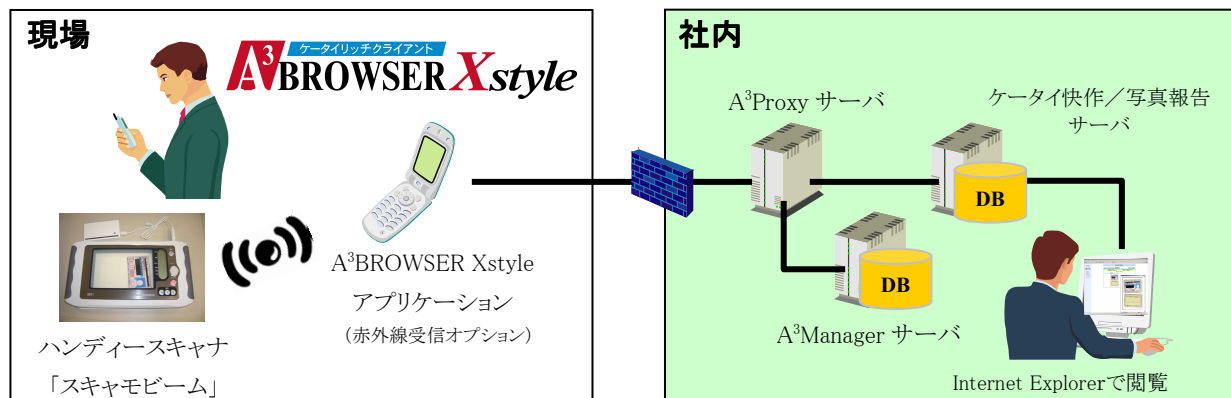 現場
ケータイリッチクライアント
A³BROWSER Xstyle
A³BROWSER Xstyle
アプリケーション
（赤外線受信オプション）
ハンディースキャナ
「スキャモビーム」
社内
A³Proxy サーバ
ケータイ快作／写真報告
サーバ
DB
DB
A³Manager サーバ
Internet Explorerで閲覧